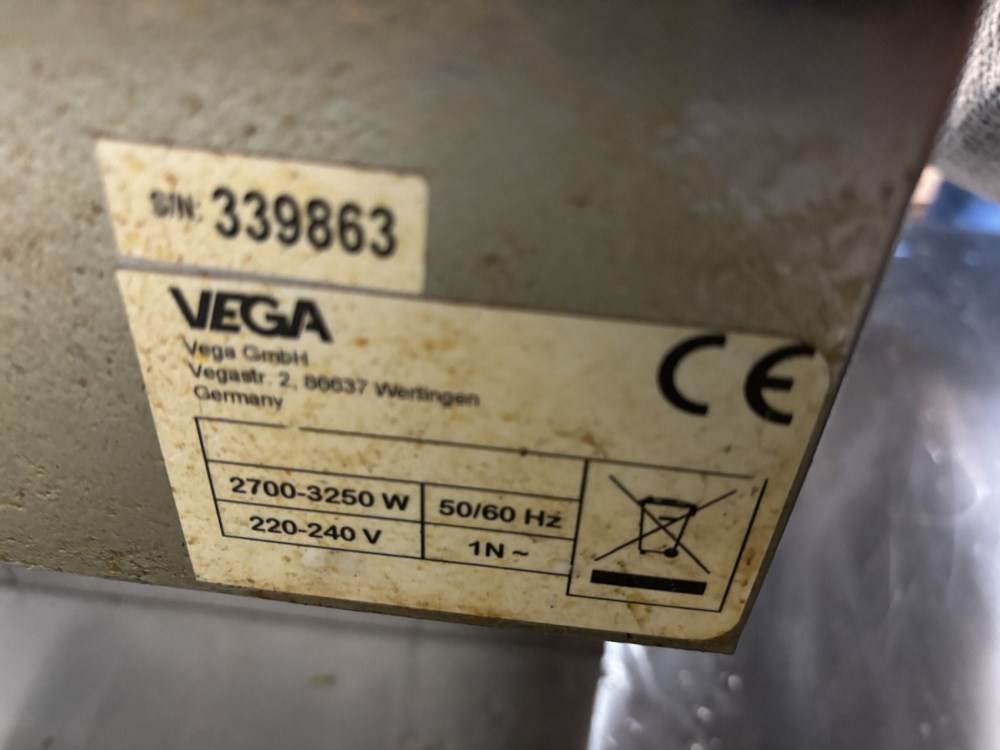 S/N: 339863
VEGA
Vega GmbH
Vegastr. 2, 86637 Wertingen
Germany
CE
2700-3250 W 50/60 Hz
220-240 V 1N ~